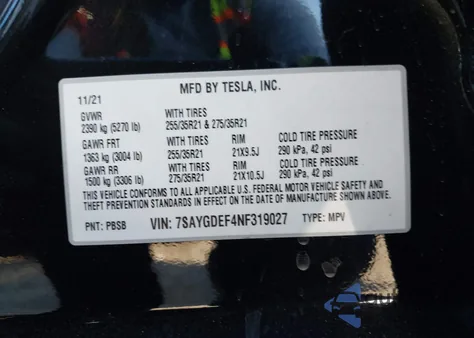 MFD BY TESLA, INC.
11/21
GVWR WITH TIRES
2390 kg (5270 lb) 255/35R21 & 275/35R21
GAWR FRT WITH TIRES RIM COLD TIRE PRESSURE
1363 kg (3004 lb) 255/35R21 21X9.5J 290 kPa, 42 psi
GAWR RR WITH TIRES RIM COLD TIRE PRESSURE
1500 kg (3306 lb) 275/35R21 21X10.5J 290 kPa, 42 psi
THIS VEHICLE CONFORMS TO ALL APPLICABLE U.S. FEDERAL MOTOR VEHICLE SAFETY AND
THEFT PREVENTION STANDARDS IN EFFECT ON THE DATE OF MANUFACTURE SHOWN ABOVE.
PNT: PBSB VIN: 7SAYGDEF4NF319027 TYPE: MPV